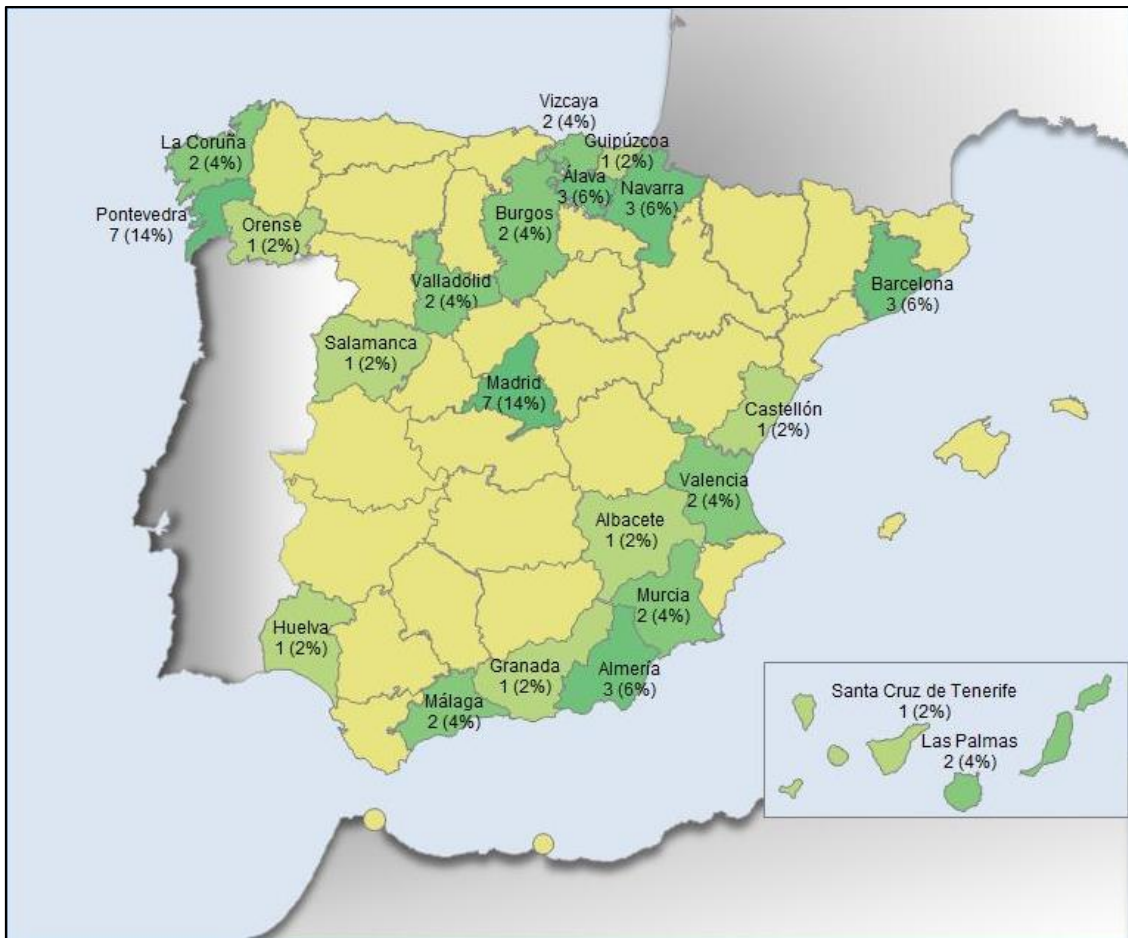 Vizcaya
2 (4%)
La Coruña
2 (4%)
Guipúzcoa
1 (2%)
Álava
3 (6%)
Navarra
3 (6%)
Pontevedra
7 (14%)
Orense
1 (2%)
Burgos
2 (4%)
Valladolid
2 (4%)
Barcelona
3 (6%)
Salamanca
1 (2%)
Madrid
7 (14%)
Castellón
1 (2%)
Valencia
2 (4%)
Albacete
1 (2%)
Murcia
2 (4%)
Huelva
1 (2%)
Granada
1 (2%)
Almería
3 (6%)
Málaga
2 (4%)
Santa Cruz de Tenerife
1 (2%)
Las Palmas
2 (4%)